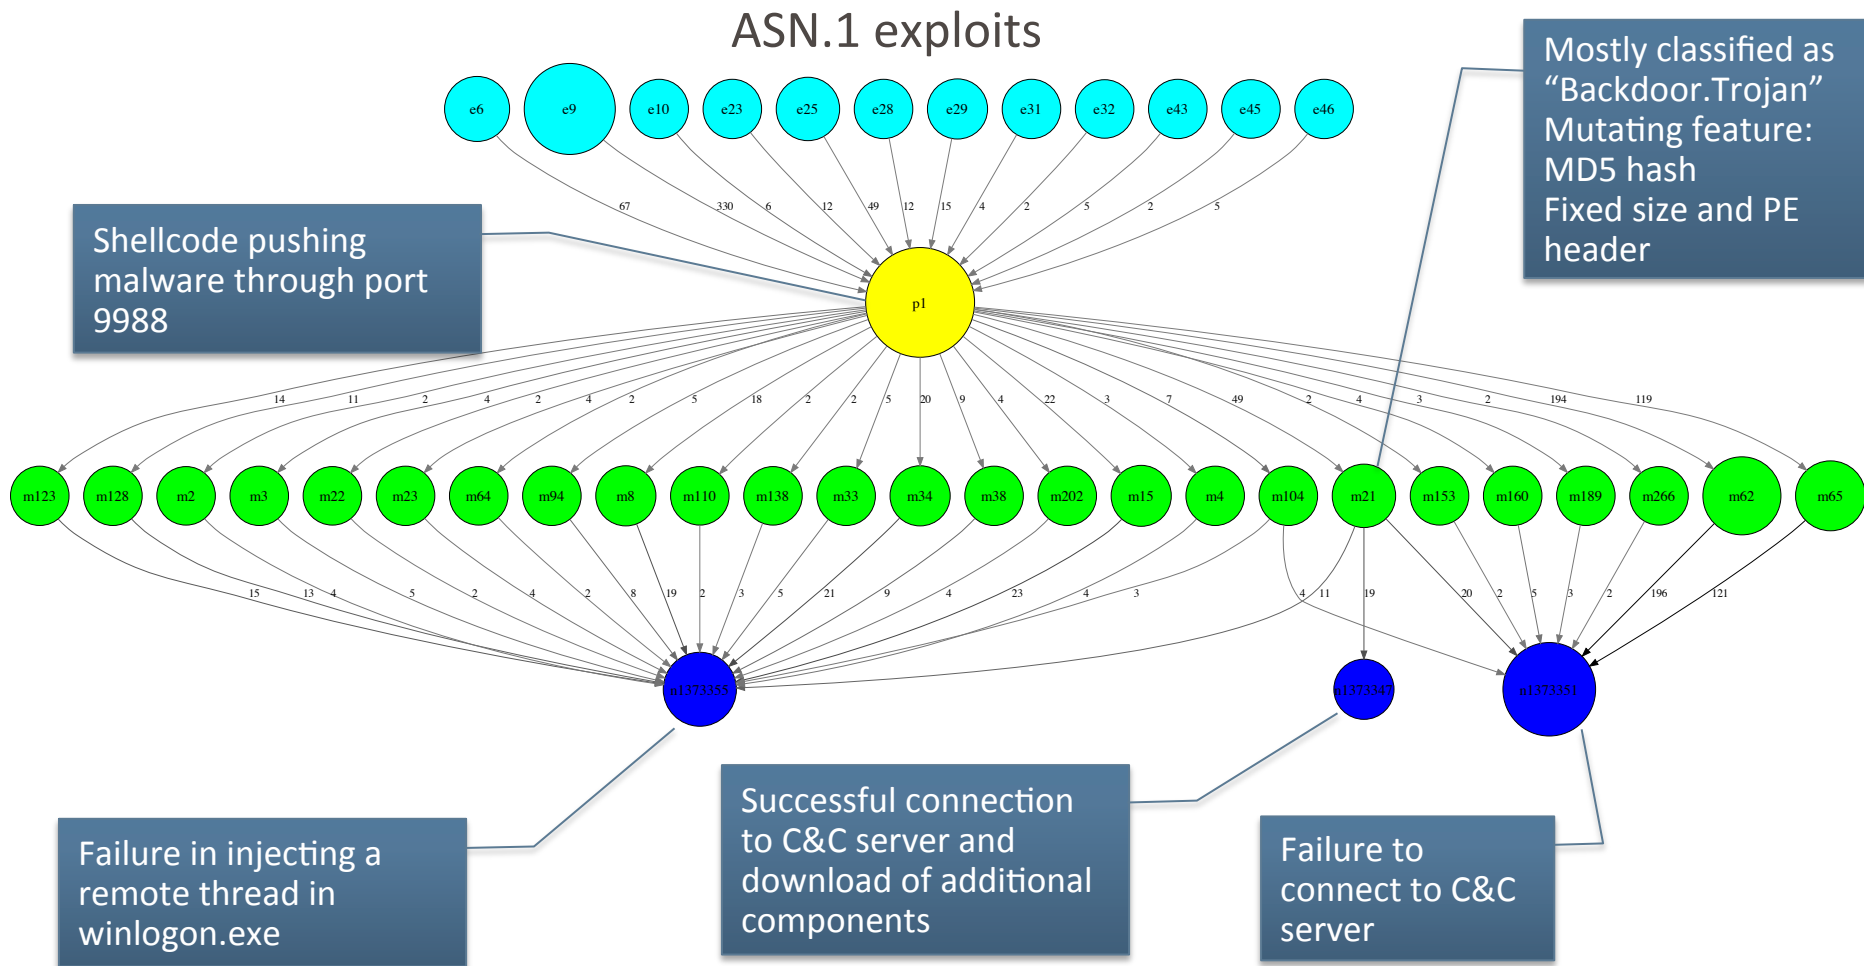 ASN.1 exploits
Mostly classified as
“Backdoor.Trojan”
Mutating feature:
MD5 hash
Fixed size and PE
header
e6 e9 e10 e23 e25 e28 e29 e31 e32 e43 e45 e46
67 330 6 12 49 12 15 4 2 5 2 5
Shellcode pushing
malware through port
9988
p1
14 11 2 4 2 4 2 5 18 2 2 5 20 9 4 22 3 7 49 2 4 3 2 194 119
m123 m128 m2 m3 m22 m23 m64 m94 m8 m110 m138 m33 m34 m38 m202 m15 m4 m104 m21 m153 m160 m189 m266 m62 m65
15 13 4 5 2 4 2 8 19 2 3 5 21 9 4 23 4 3 4 11 19 20 2 5 3 2 196 121
n1373355 n1373347 n1373351
Failure in injecting a
remote thread in
winlogon.exe
Successful connection
to C&C server and
download of additional
components
Failure to
connect to C&C
server